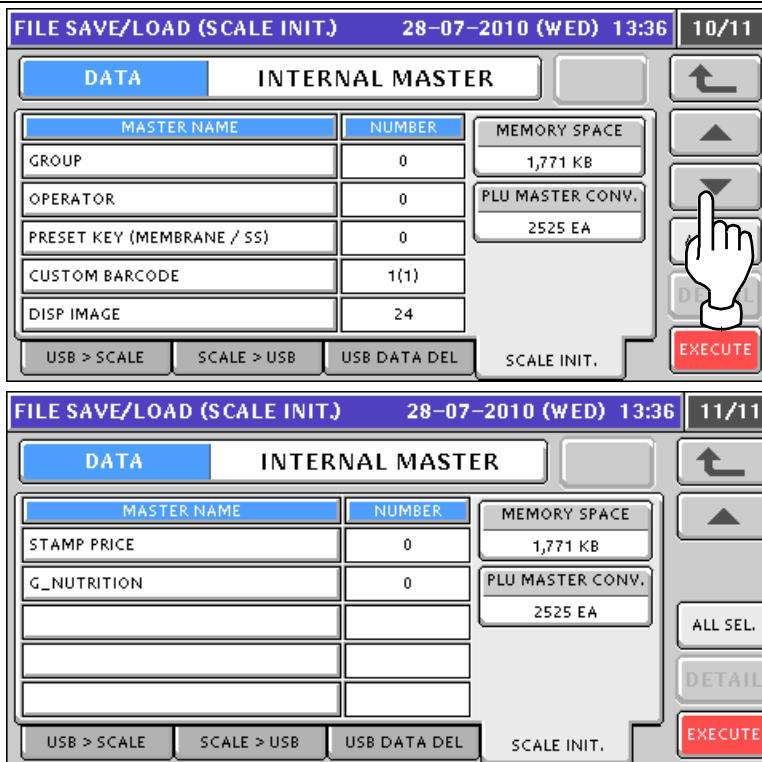 FILE SAVE/LOAD (SCALE INIT.) 28-07-2010 (WED) 13:36 10/11
DATA INTERNAL MASTER
MASTER NAME NUMBER MEMORY SPACE
GROUP 0 1,771 KB
OPERATOR 0 PLU MASTER CONV.
PRESET KEY (MEMBRANE / SS) 0 2525 EA
CUSTOM BARCODE 1(1)
DISP IMAGE 24
USB > SCALE SCALE > USB USB DATA DEL SCALE INIT. EXECUTE
FILE SAVE/LOAD (SCALE INIT.) 28-07-2010 (WED) 13:36 11/11
DATA INTERNAL MASTER
MASTER NAME NUMBER MEMORY SPACE
STAMP PRICE 0 1,771 KB
G_NUTRITION 0 PLU MASTER CONV.
2525 EA
ALL SEL.
DETAIL
USB > SCALE SCALE > USB USB DATA DEL SCALE INIT. EXECUTE